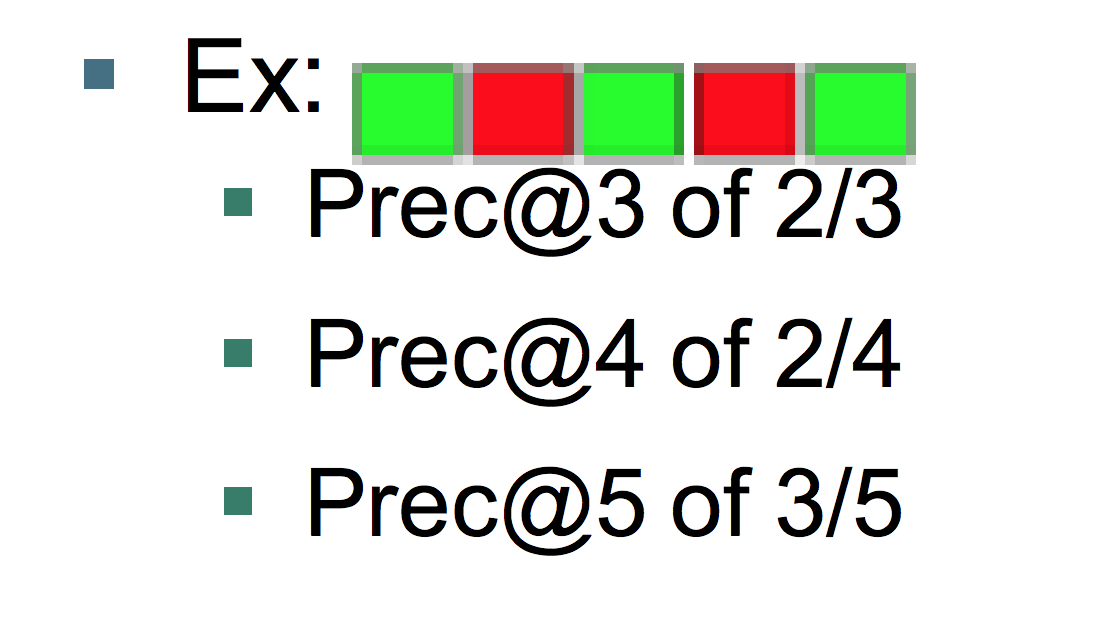 Ex:
Prec@3 of 2/3
Prec@4 of 2/4
Prec@5 of 3/5